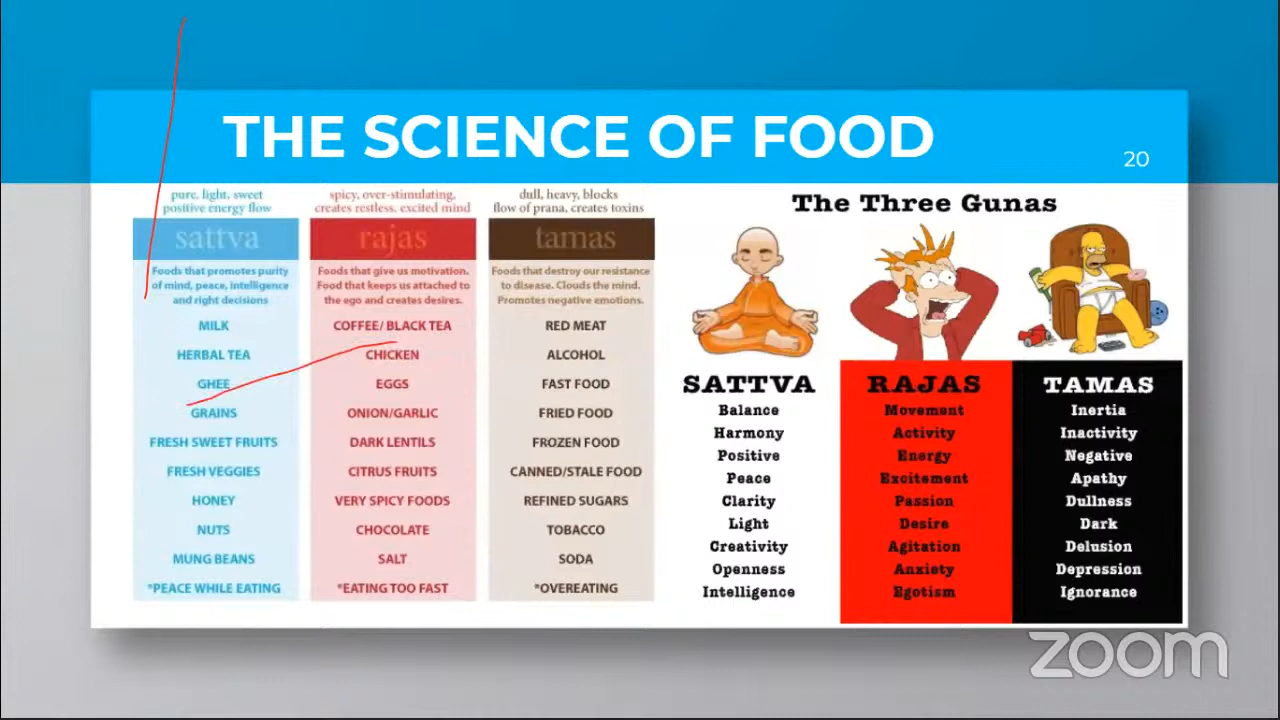 THE SCIENCE OF FOOD
20
pure, light, sweet
positive energy flow
sattva
Foods that promotes purity
of mind, peace, intelligence
and right decisions
MILK
HERBAL TEA
GHEE
GRAINS
FRESH SWEET FRUITS
FRESH VEGGIES
HONEY
NUTS
MUNG BEANS
*PEACE WHILE EATING
spicy, over-stimulating,
creates restless, excited mind
rajas
Foods that give us motivation.
Food that keeps us attached to
the ego and creates desires.
COFFEE/ BLACK TEA
CHICKEN
EGGS
ONION/GARLIC
DARK LENTILS
CITRUS FRUITS
VERY SPICY FOODS
CHOCOLATE
SALT
*EATING TOO FAST
dull, heavy, blocks
flow of prana, creates toxins
tamas
Foods that destroy our resistance
to disease. Clouds the mind.
Promotes negative emotions.
RED MEAT
ALCOHOL
FAST FOOD
FRIED FOOD
FROZEN FOOD
CANNED/STALE FOOD
REFINED SUGARS
TOBACCO
SODA
*OVEREATING
The Three Gunas
SATTVA
Balance
Harmony
Positive
Peace
Clarity
Light
Creativity
Openness
Intelligence
RAJAS
Movement
Activity
Energy
Excitement
Passion
Desire
Agitation
Anxiety
Egotism
TAMAS
Inertia
Inactivity
Negative
Apathy
Dullness
Dark
Delusion
Depression
Ignorance
zoom